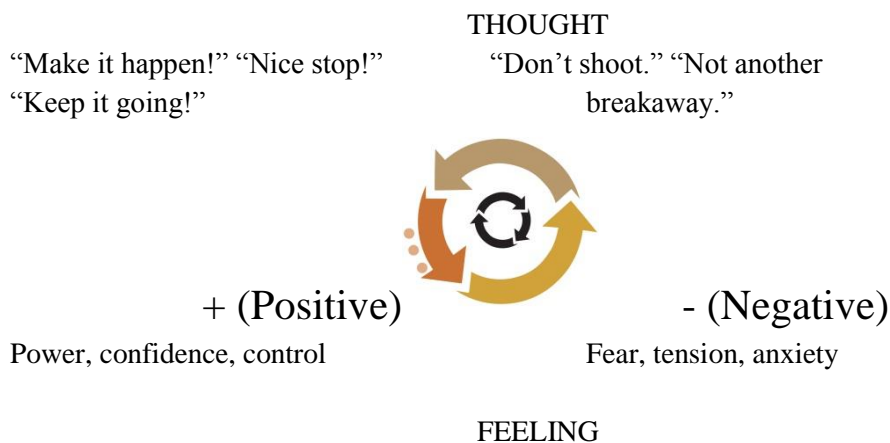 THOUGHT
“Make it happen!” “Nice stop!” “Don’t shoot.” “Not another
“Keep it going!” breakaway.”
+ (Positive) - (Negative)
Power, confidence, control Fear, tension, anxiety
FEELING